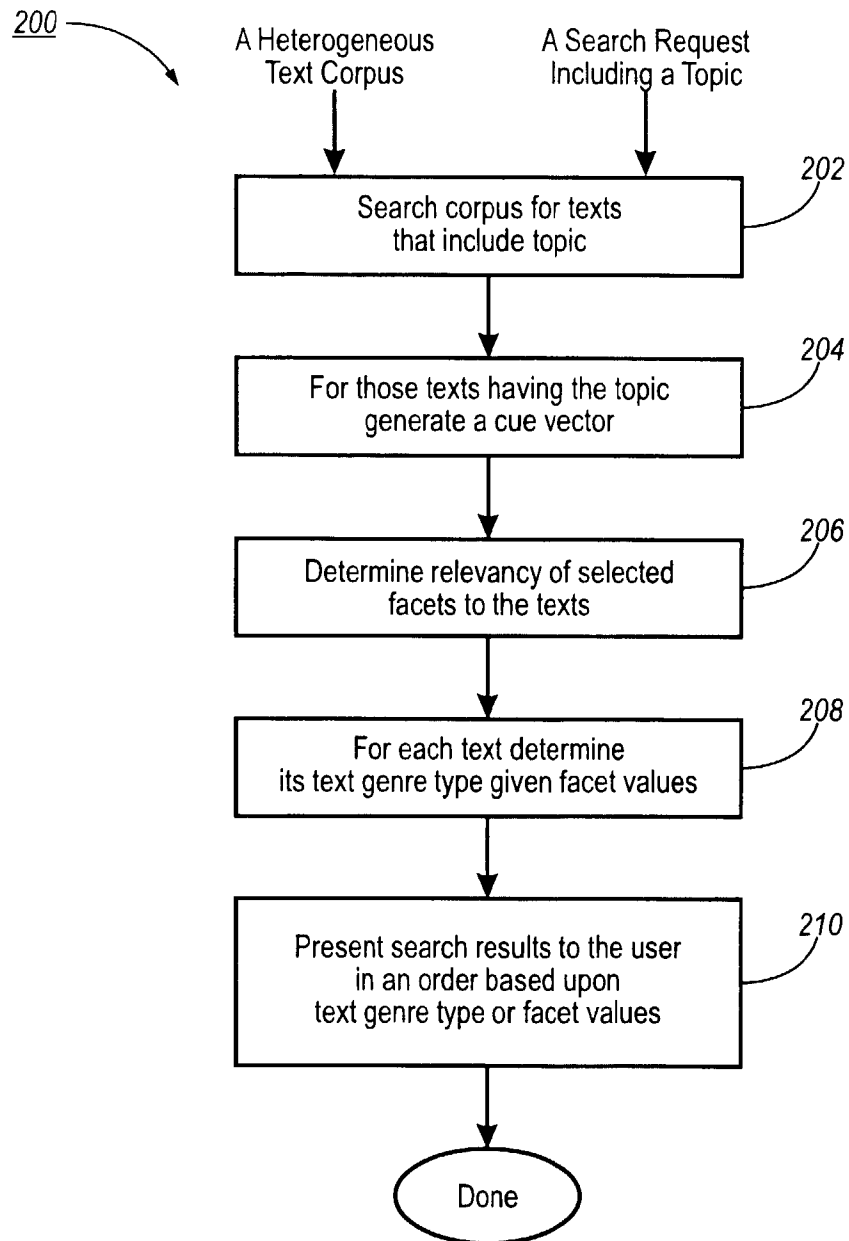 200
A Heterogeneous
Text Corpus
A Search Request
Including a Topic
202
Search corpus for texts
that include topic
204
For those texts having the topic
generate a cue vector
206
Determine relevancy of selected
facets to the texts
208
For each text determine
its text genre type given facet values
210
Present search results to the user
in an order based upon
text genre type or facet values
Done